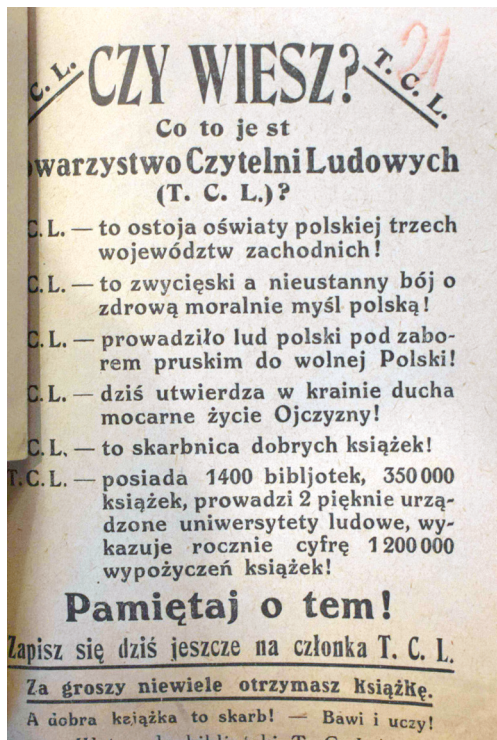 C. L.
CZY WIESZ?
T. C. L.
21
Co to je st
owarzystwo Czytelni Ludowych
(T. C. L.)?
C. L. — to ostoja oświaty polskiej trzech
województw zachodnich!
C. L. — to zwycięski a nieustanny bój o
zdrową moralnie myśl polską!
C. L. — prowadziło lud polski pod zabo-
rem pruskim do wolnej Polski!
C. L. — dziś utwierdza w krainie ducha
mocarne życie Ojczyzny!
C. L. — to skarbnica dobrych książek!
T. C. L. — posiada 1400 bibljotek, 350 000
książek, prowadzi 2 pięknie urzą-
dzone uniwersytety ludowe, wy-
kazuje rocznie cyfrę 1 200 000
wypożyczeń książek!
Pamiętaj o tem!
Zapisz się dziś jeszcze na członka T. C. L.
Za groszy niewiele otrzymasz Książkę.
A dobra książka to skarb! — Bawi i uczy!